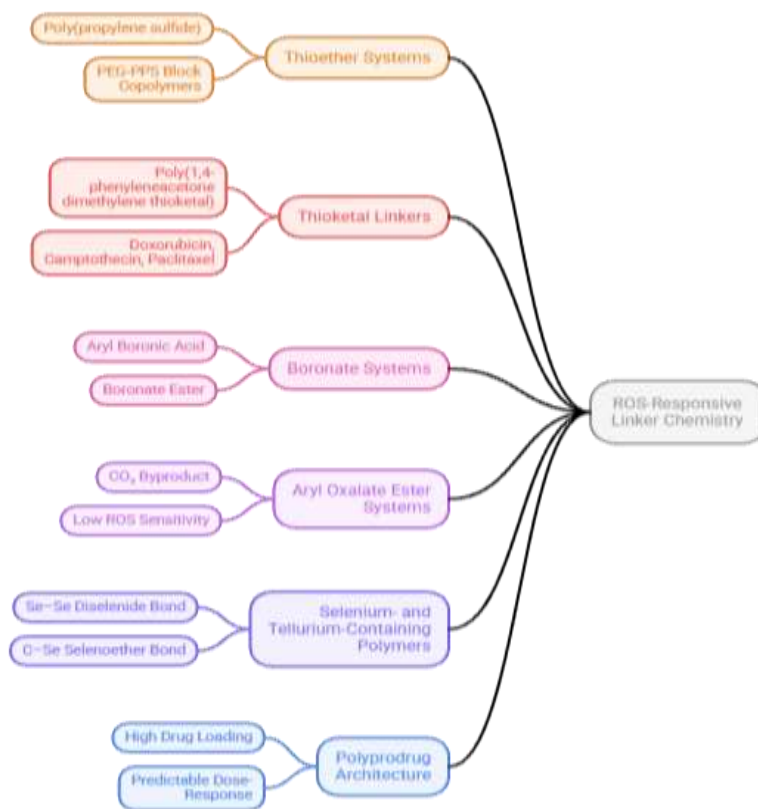 Poly(propylene sulfide)
PEG-PPS Block
Copolymers
Thioether Systems
Poly(1,4-
phenyleneacetone
dimethylene thioketal)
Doxorubicin,
Camptothecin, Paclitaxel
Thioketal Linkers
Aryl Boronic Acid
Boronate Ester
Boronate Systems
ROS-Responsive
Linker Chemistry
CO₂ Byproduct
Low ROS Sensitivity
Aryl Oxalate Ester
Systems
Se–Se Diselenide Bond
C–Se Selenoether Bond
Selenium- and
Tellurium-Containing
Polymers
High Drug Loading
Predictable Dose-
Response
Polyprodrug
Architecture